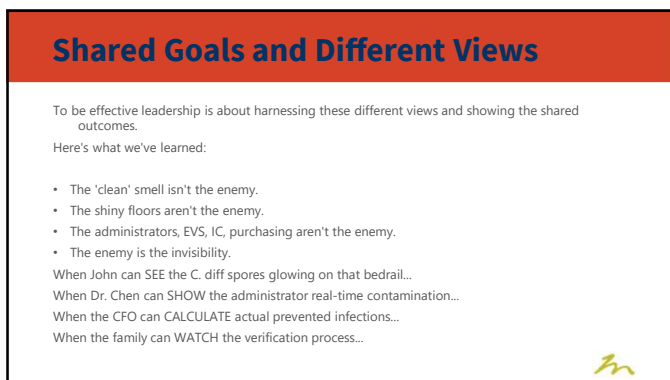 Shared Goals and Different Views
To be effective leadership is about harnessing these different views and showing the shared
outcomes.
Here's what we've learned:
• The 'clean' smell isn't the enemy.
• The shiny floors aren't the enemy.
• The administrators, EVS, IC, purchasing aren't the enemy.
• The enemy is the invisibility.
When John can SEE the C. diff spores glowing on that bedrail...
When Dr. Chen can SHOW the administrator real-time contamination...
When the CFO can CALCULATE actual prevented infections...
When the family can WATCH the verification process...